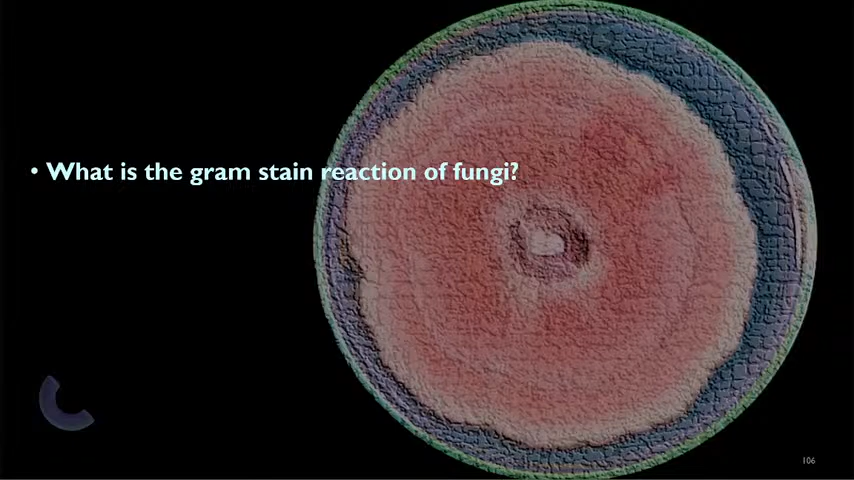 • What is the gram stain reaction of fungi?
106